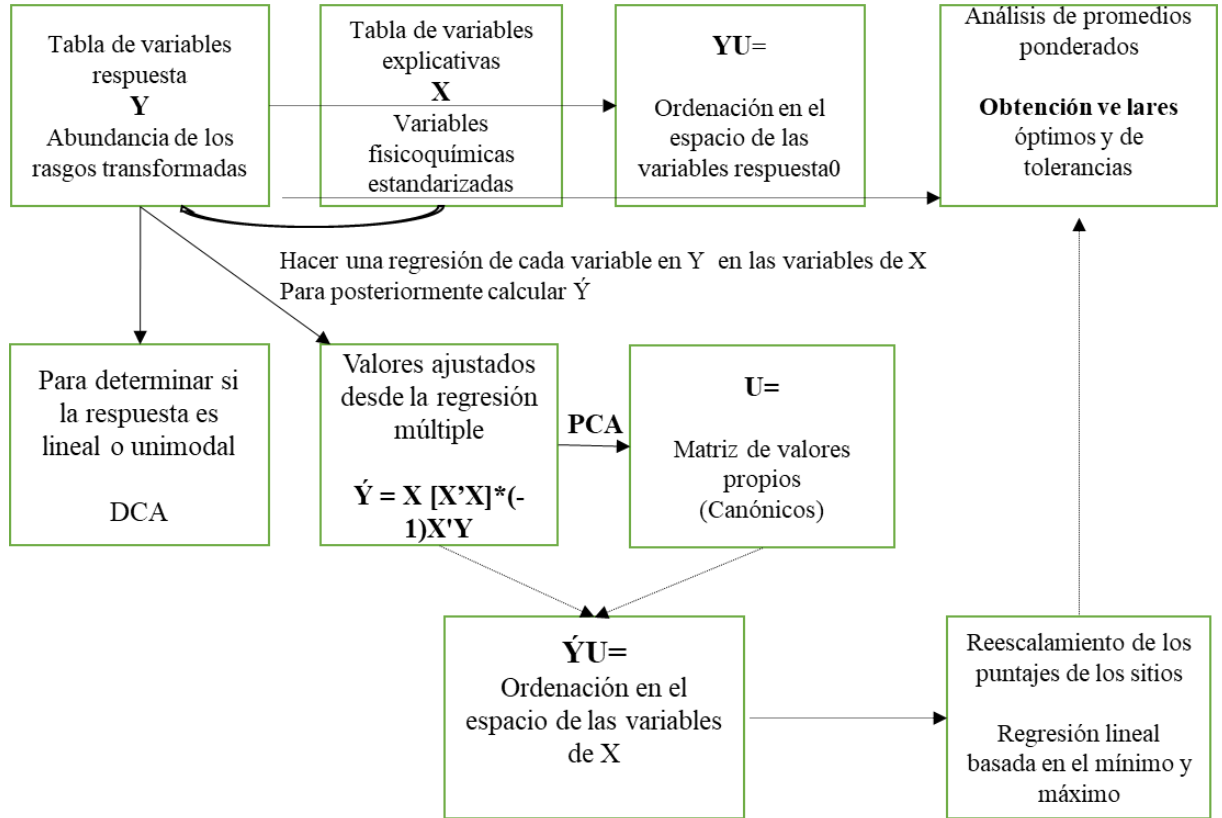 Tabla de variables
respuesta
Y
Abundancia de los
rasgos transformadas
Tabla de variables
explicativas
X
Variables
fisicoquímicas
estandarizadas
YU=
Ordenación en el
espacio de las
variables respuesta0
Análisis de promedios
ponderados
Obtención ve lares
óptimos y de
tolerancias
Hacer una regresión de cada variable en Y en las variables de X
Para posteriormente calcular Ý
Para determinar si
la respuesta es
lineal o unimodal
DCA
Valores ajustados
desde la regresión
múltiple
Ý = X [X’X]*(-
1)X'Y
PCA
U=
Matriz de valores
propios
(Canónicos)
ÝU=
Ordenación en el
espacio de las variables
de X
Reescalamiento de los
puntajes de los sitios
Regresión lineal
basada en el mínimo y
máximo